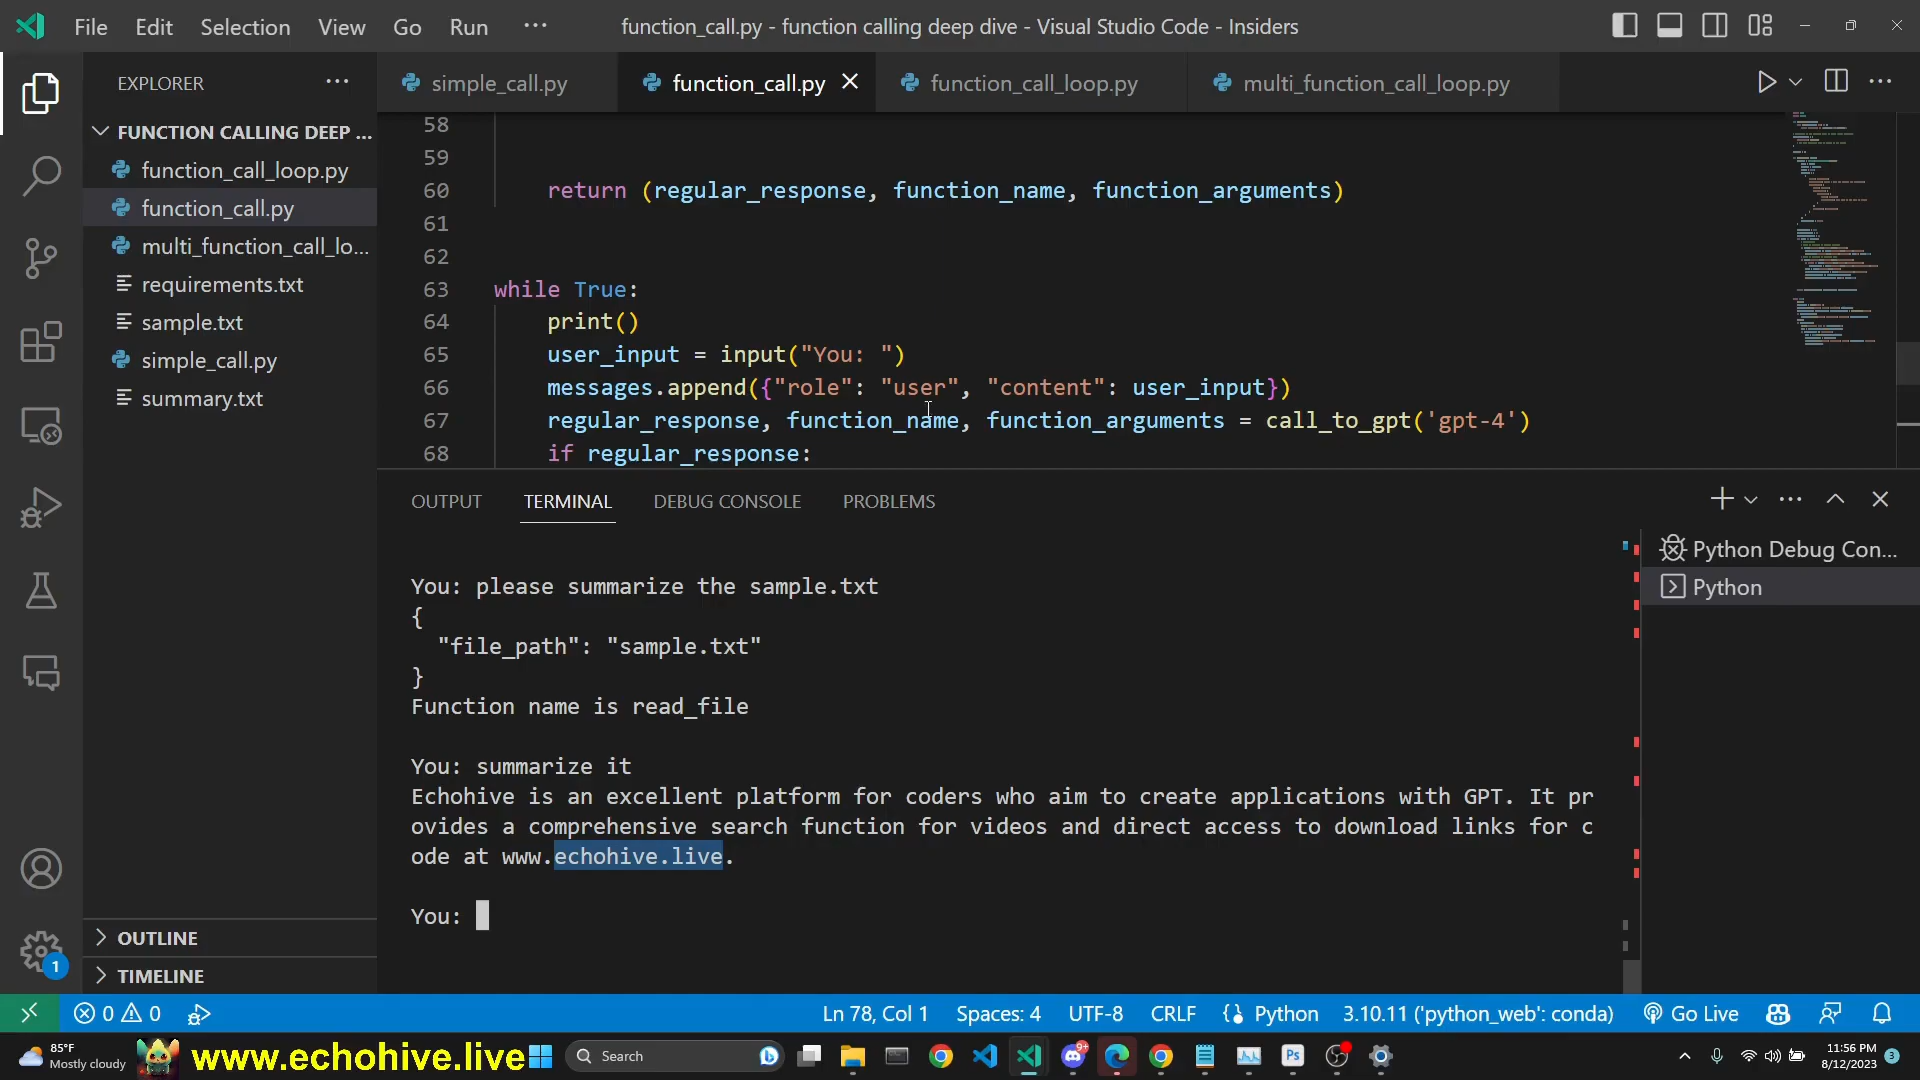 File Edit Selection View Go Run ··· function_call.py - function calling deep dive - Visual Studio Code - Insiders
EXPLORER ···
simple_call.py function_call.py function_call_loop.py multi_function_call_loop.py
FUNCTION CALLING DEEP ...
function_call_loop.py
function_call.py
multi_function_call_lo...
requirements.txt
sample.txt
simple_call.py
summary.txt
OUTLINE
TIMELINE
58
59
60 return (regular_response, function_name, function_arguments)
61
62
63 while True:
64 print()
65 user_input = input("You: ")
66 messages.append({"role": "user", "content": user_input})
67 regular_response, function_name, function_arguments = call_to_gpt('gpt-4')
68 if regular_response:
OUTPUT TERMINAL DEBUG CONSOLE PROBLEMS
Python Debug Con...
Python
You: please summarize the sample.txt
{
"file_path": "sample.txt"
}
Function name is read_file
You: summarize it
Echohive is an excellent platform for coders who aim to create applications with GPT. It pr
ovides a comprehensive search function for videos and direct access to download links for c
ode at www.echohive.live.
You:
1
0 0 Ln 78, Col 1 Spaces: 4 UTF-8 CRLF Python 3.10.11 ('python_web': conda) Go Live
85°F
Mostly cloudy
www.echohive.live
Search
9+
Ps
11:56 PM
8/12/2023
3